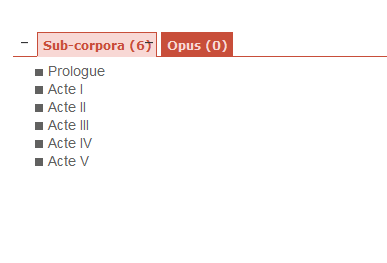 Sub-corpora (6) Opus (0)
Prologue
Acte I
Acte II
Acte III
Acte IV
Acte V